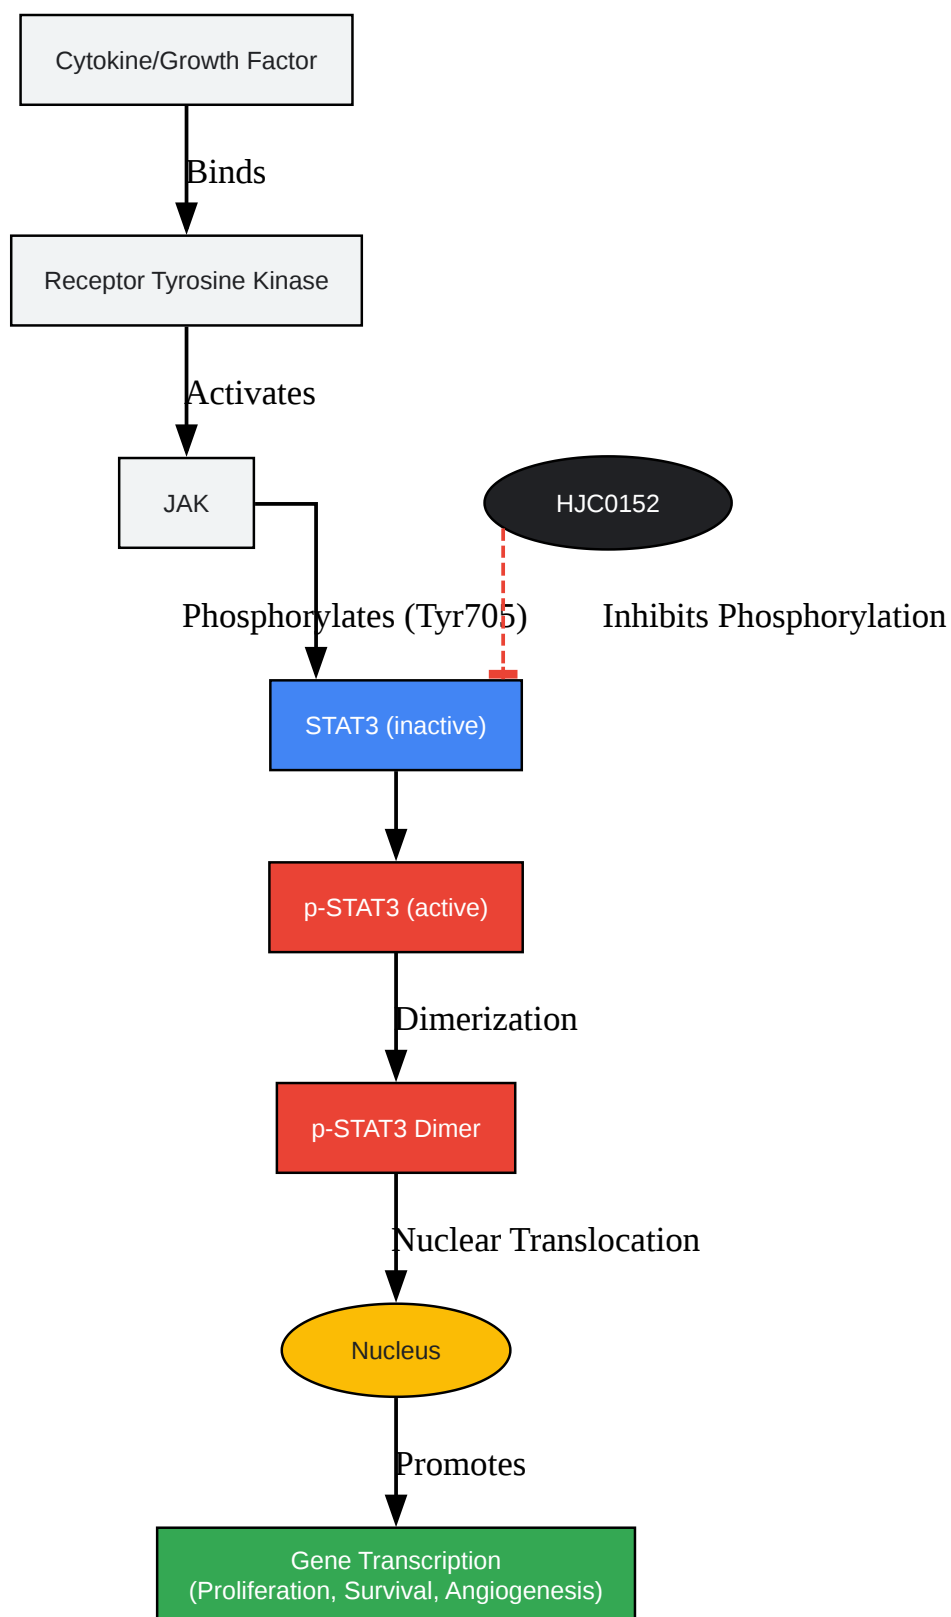 Cytokine/Growth Factor
Binds
Receptor Tyrosine Kinase
Activates
JAK
HJC0152
Phosphorylates (Tyr705)
Inhibits Phosphorylation
STAT3 (inactive)
p-STAT3 (active)
Dimerization
p-STAT3 Dimer
Nuclear Translocation
Nucleus
Promotes
Gene Transcription
(Proliferation, Survival, Angiogenesis)